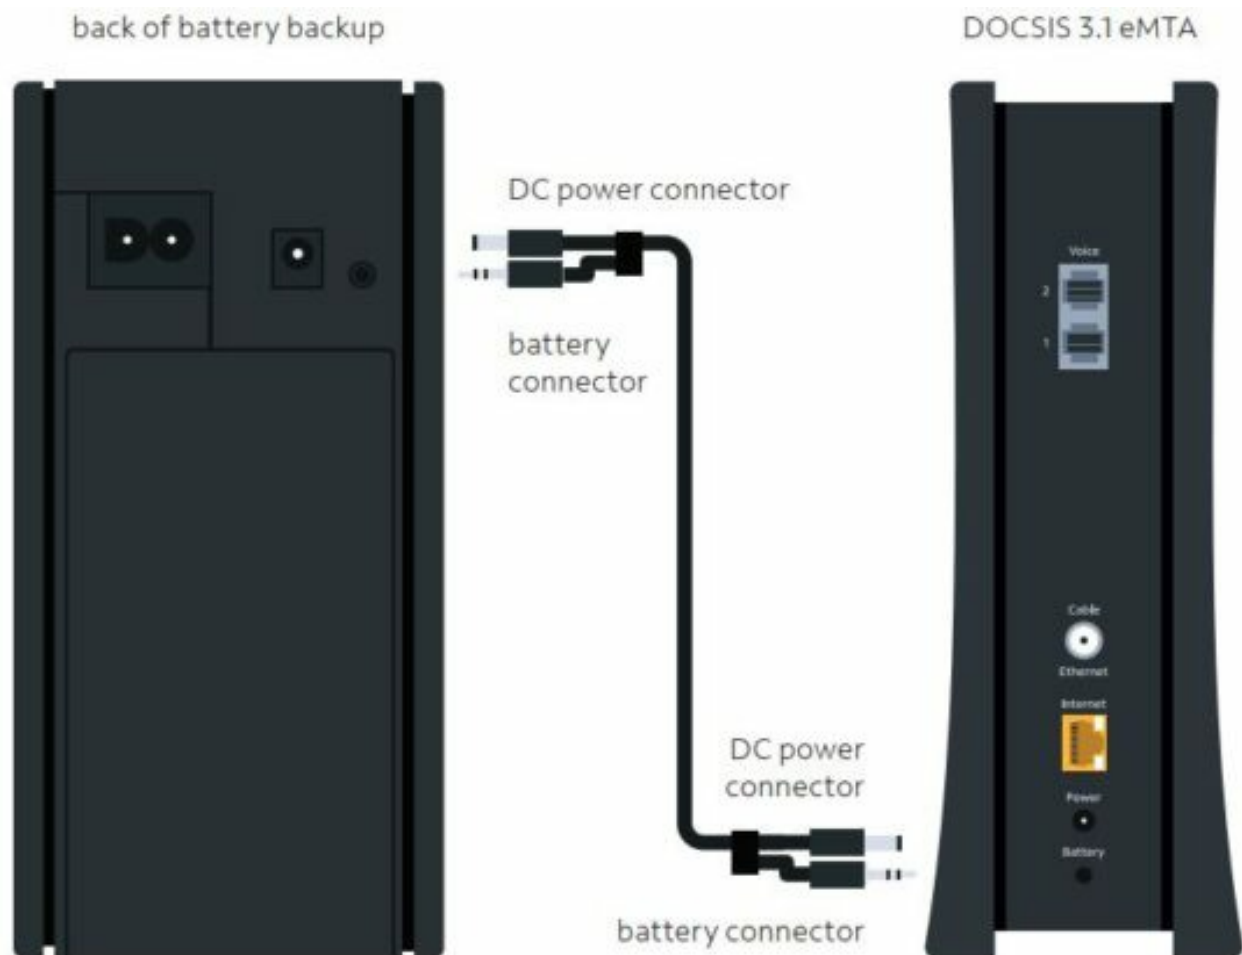 back of battery backup
DOCSIS 3.1 eMTA
DC power connector
battery
connector
Voice
2
1
Cable
Ethernet
Internet
DC power
connector
Power
Battery
battery connector